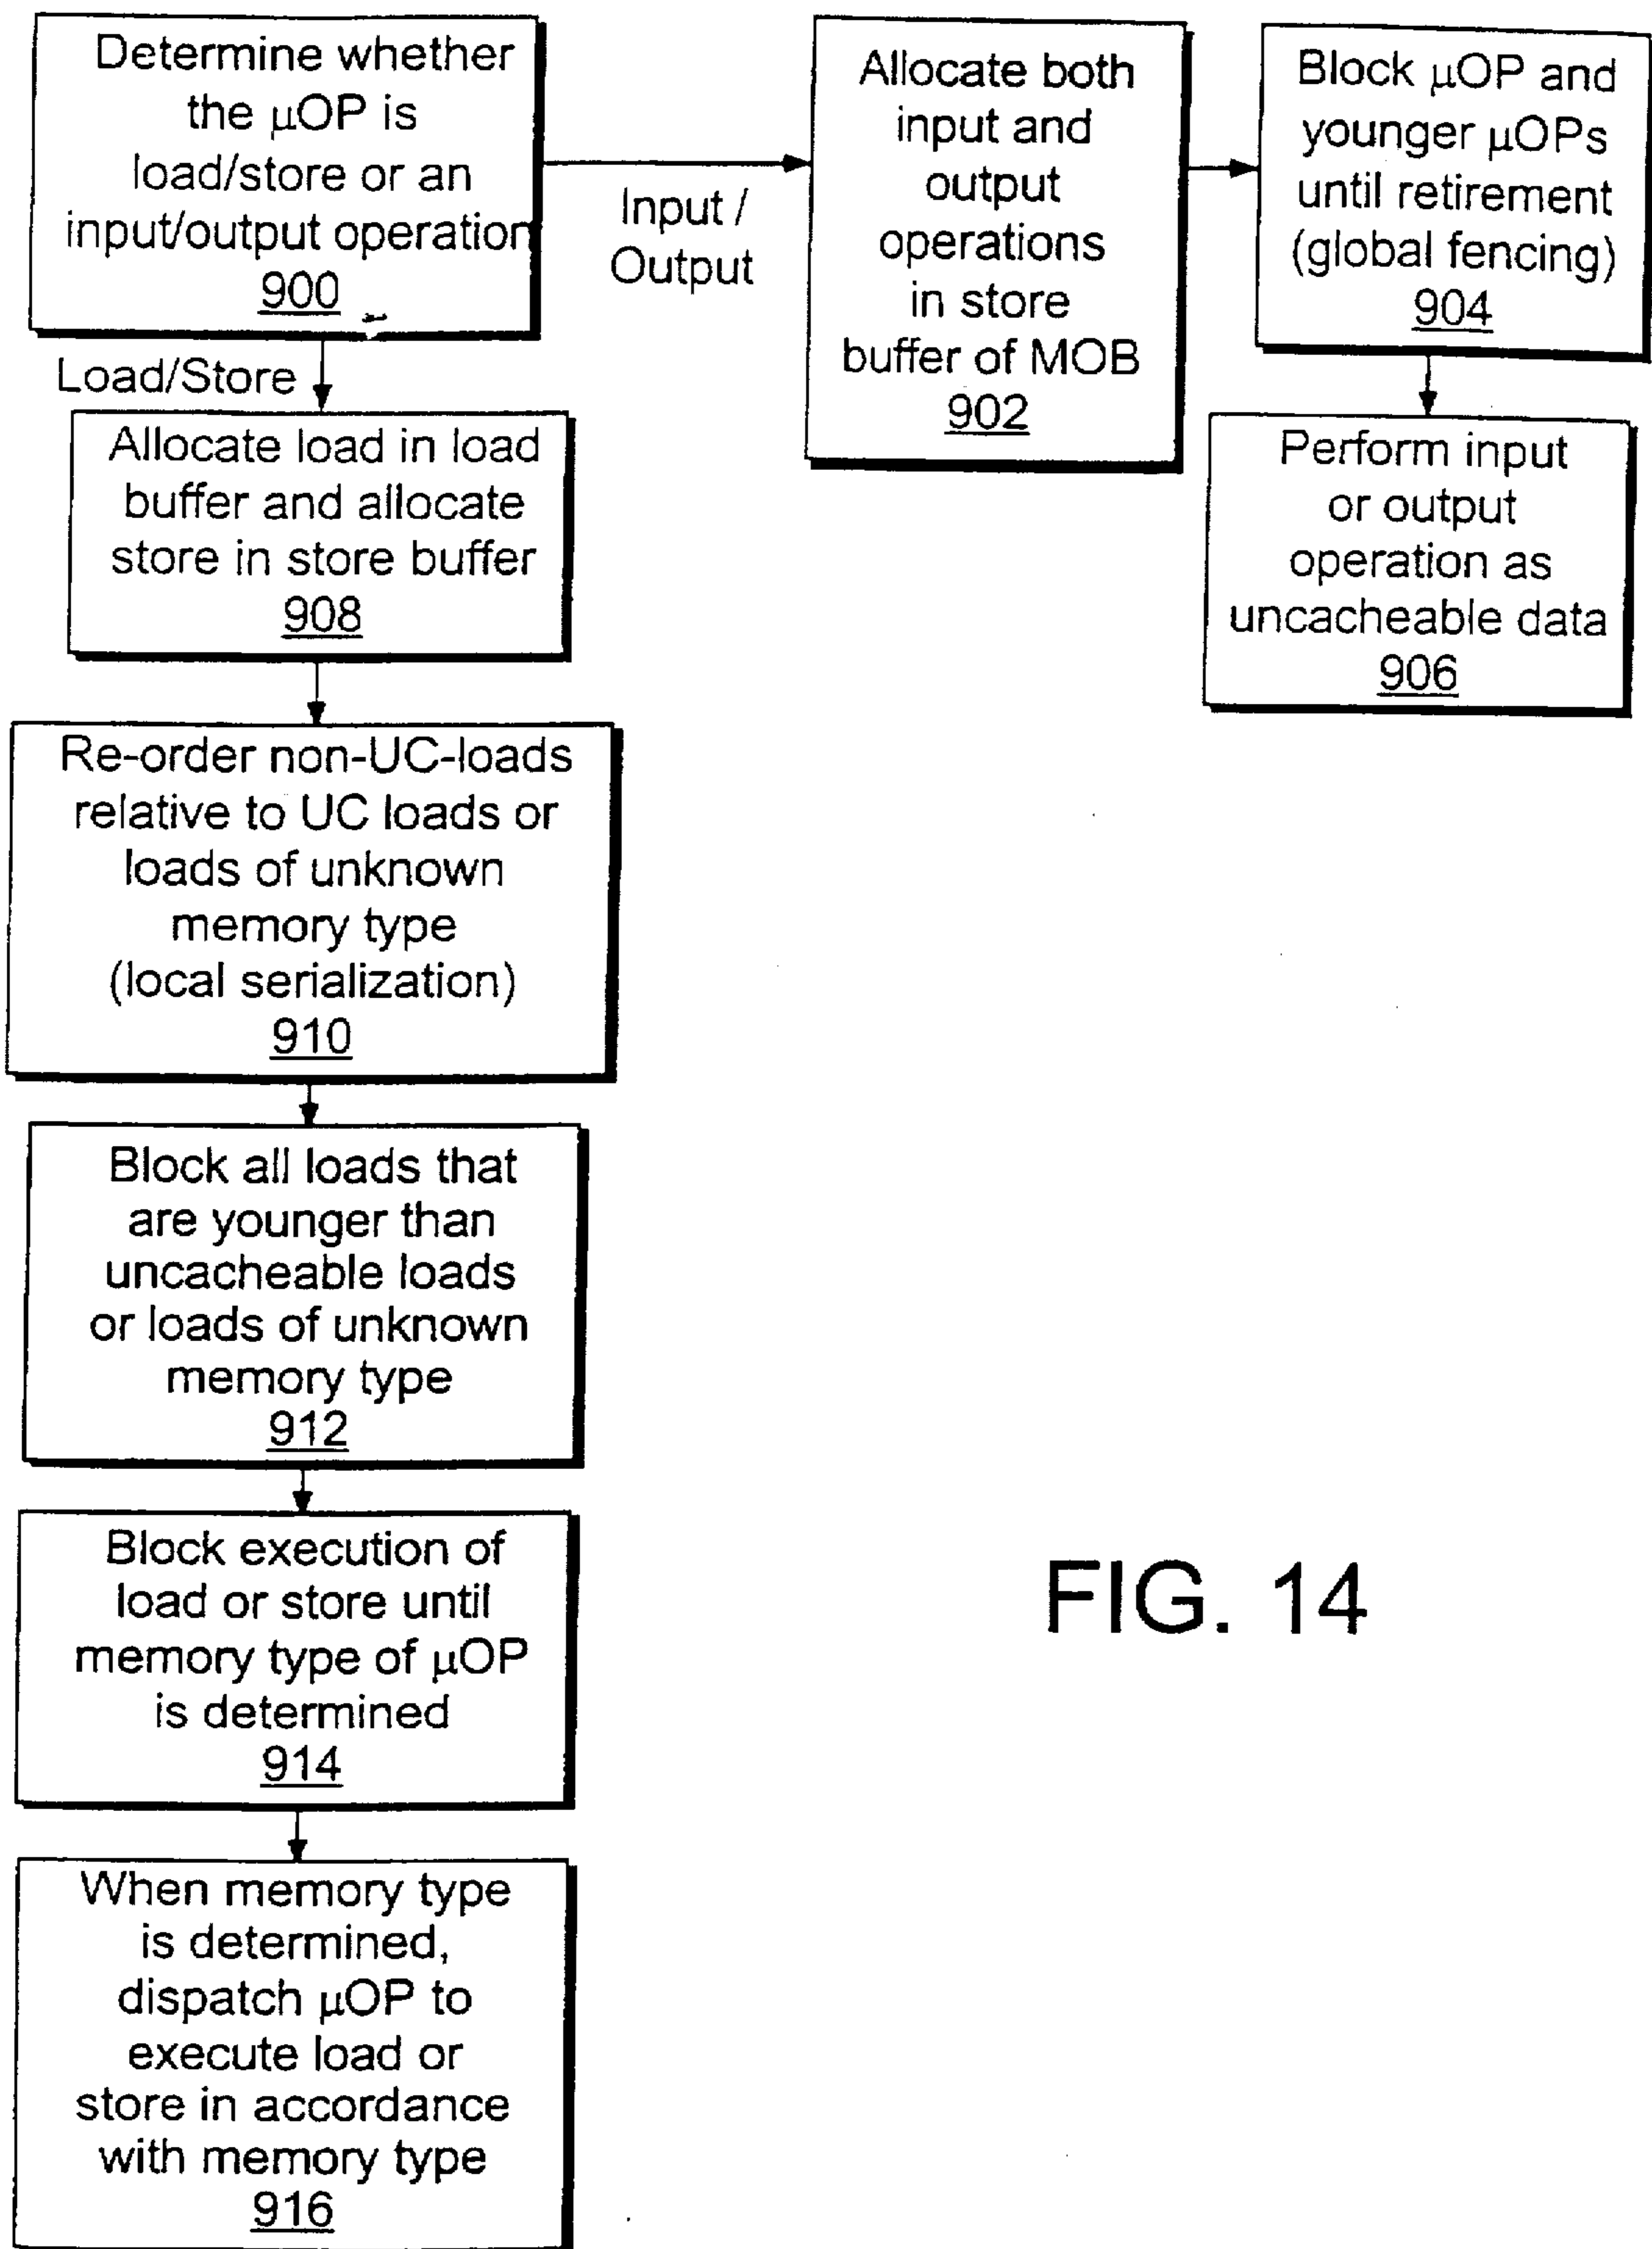 Determine whether
the μOP is
load/store or an
input/output operation
900
Input /
Output
Allocate both
input and
output
operations
in store
buffer of MOB
902
Block μOP and
younger μOPs
until retirement
(global fencing)
904
Perform input
or output
operation as
uncacheable data
906
Load/Store
Allocate load in load
buffer and allocate
store in store buffer
908
Re-order non-UC-loads
relative to UC loads or
loads of unknown
memory type
(local serialization)
910
Block all loads that
are younger than
uncacheable loads
or loads of unknown
memory type
912
Block execution of
load or store until
memory type of μOP
is determined
914
When memory type
is determined,
dispatch μOP to
execute load or
store in accordance
with memory type
916
FIG. 14